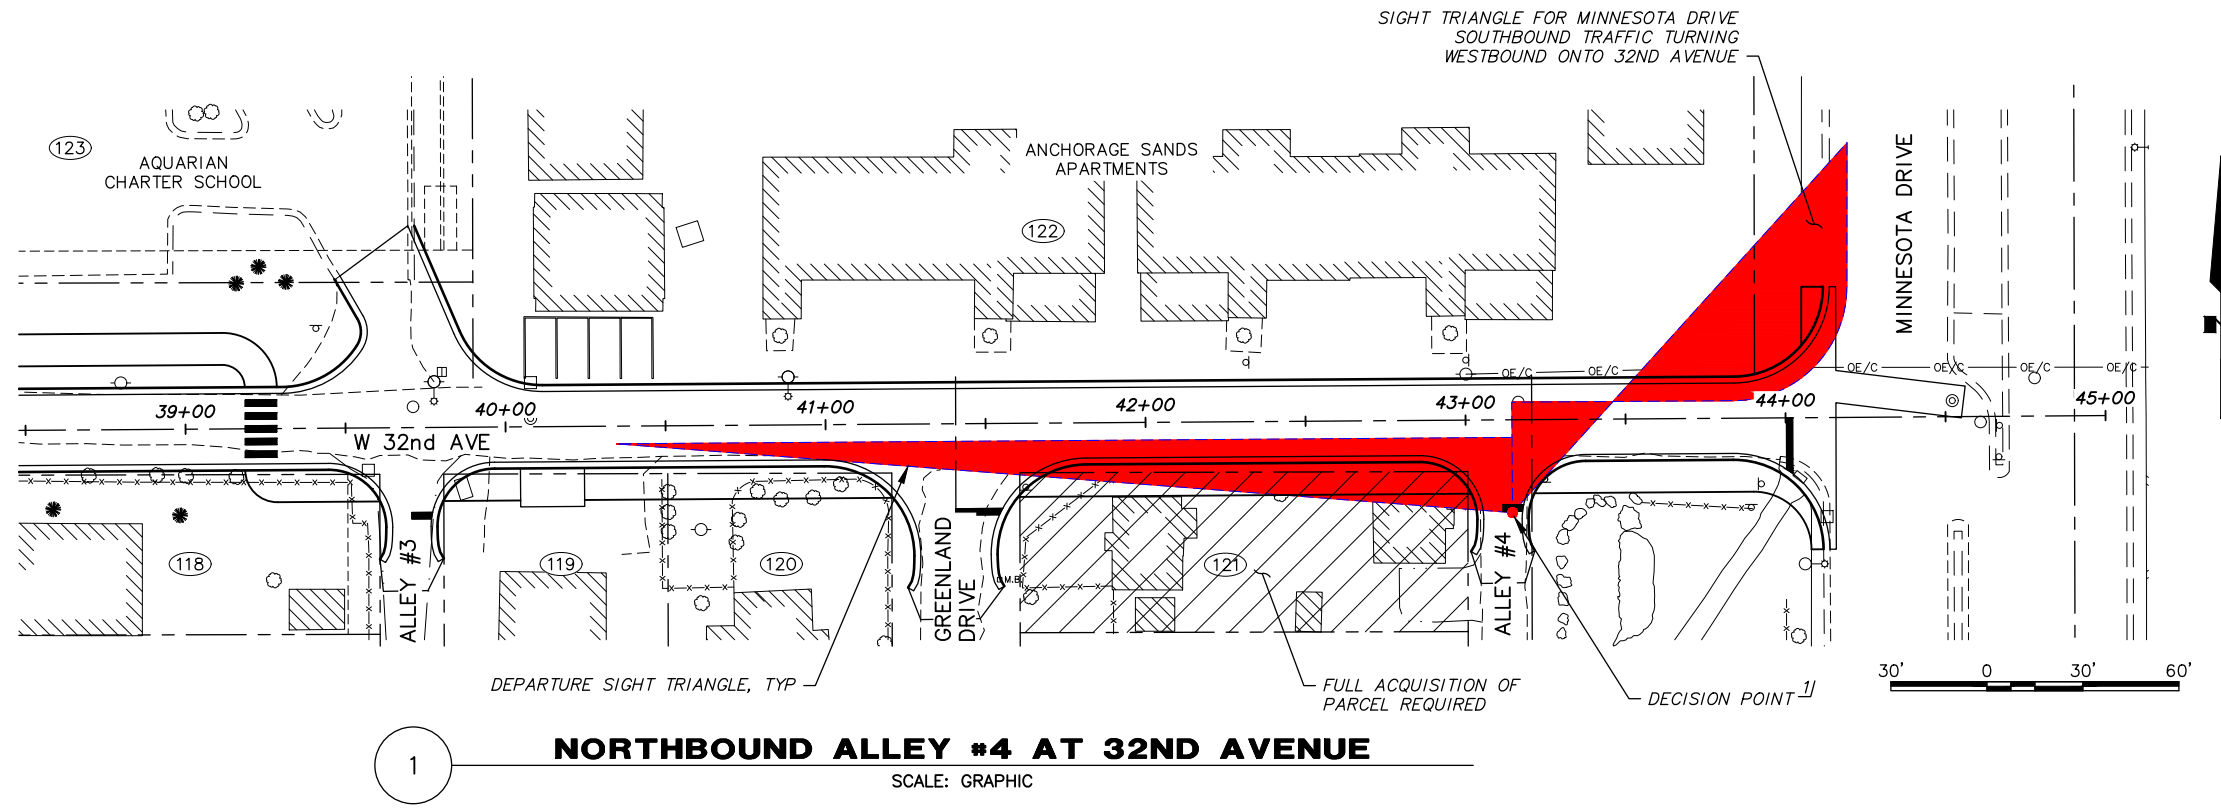 SIGHT TRIANGLE FOR MINNESOTA DRIVE
SOUTHBOUND TRAFFIC TURNING
WESTBOUND ONTO 32ND AVENUE
123
AQUARIAN
CHARTER SCHOOL
ANCHORAGE SANDS
APARTMENTS
122
MINNESOTA DRIVE
OE/C
OE/C
OE/C
OE/C
OE/C
OE/C
39+00
40+00
41+00
42+00
43+00
44+00
45+00
W 32nd AVE
118
ALLEY #3
119
120
GREENLAND
DRIVE
M.B.
121
ALLEY #4
DEPARTURE SIGHT TRIANGLE, TYP
FULL ACQUISITION OF
PARCEL REQUIRED
DECISION POINT 1/
30' 0 30' 60'
1
NORTHBOUND ALLEY #4 AT 32ND AVENUE
SCALE: GRAPHIC